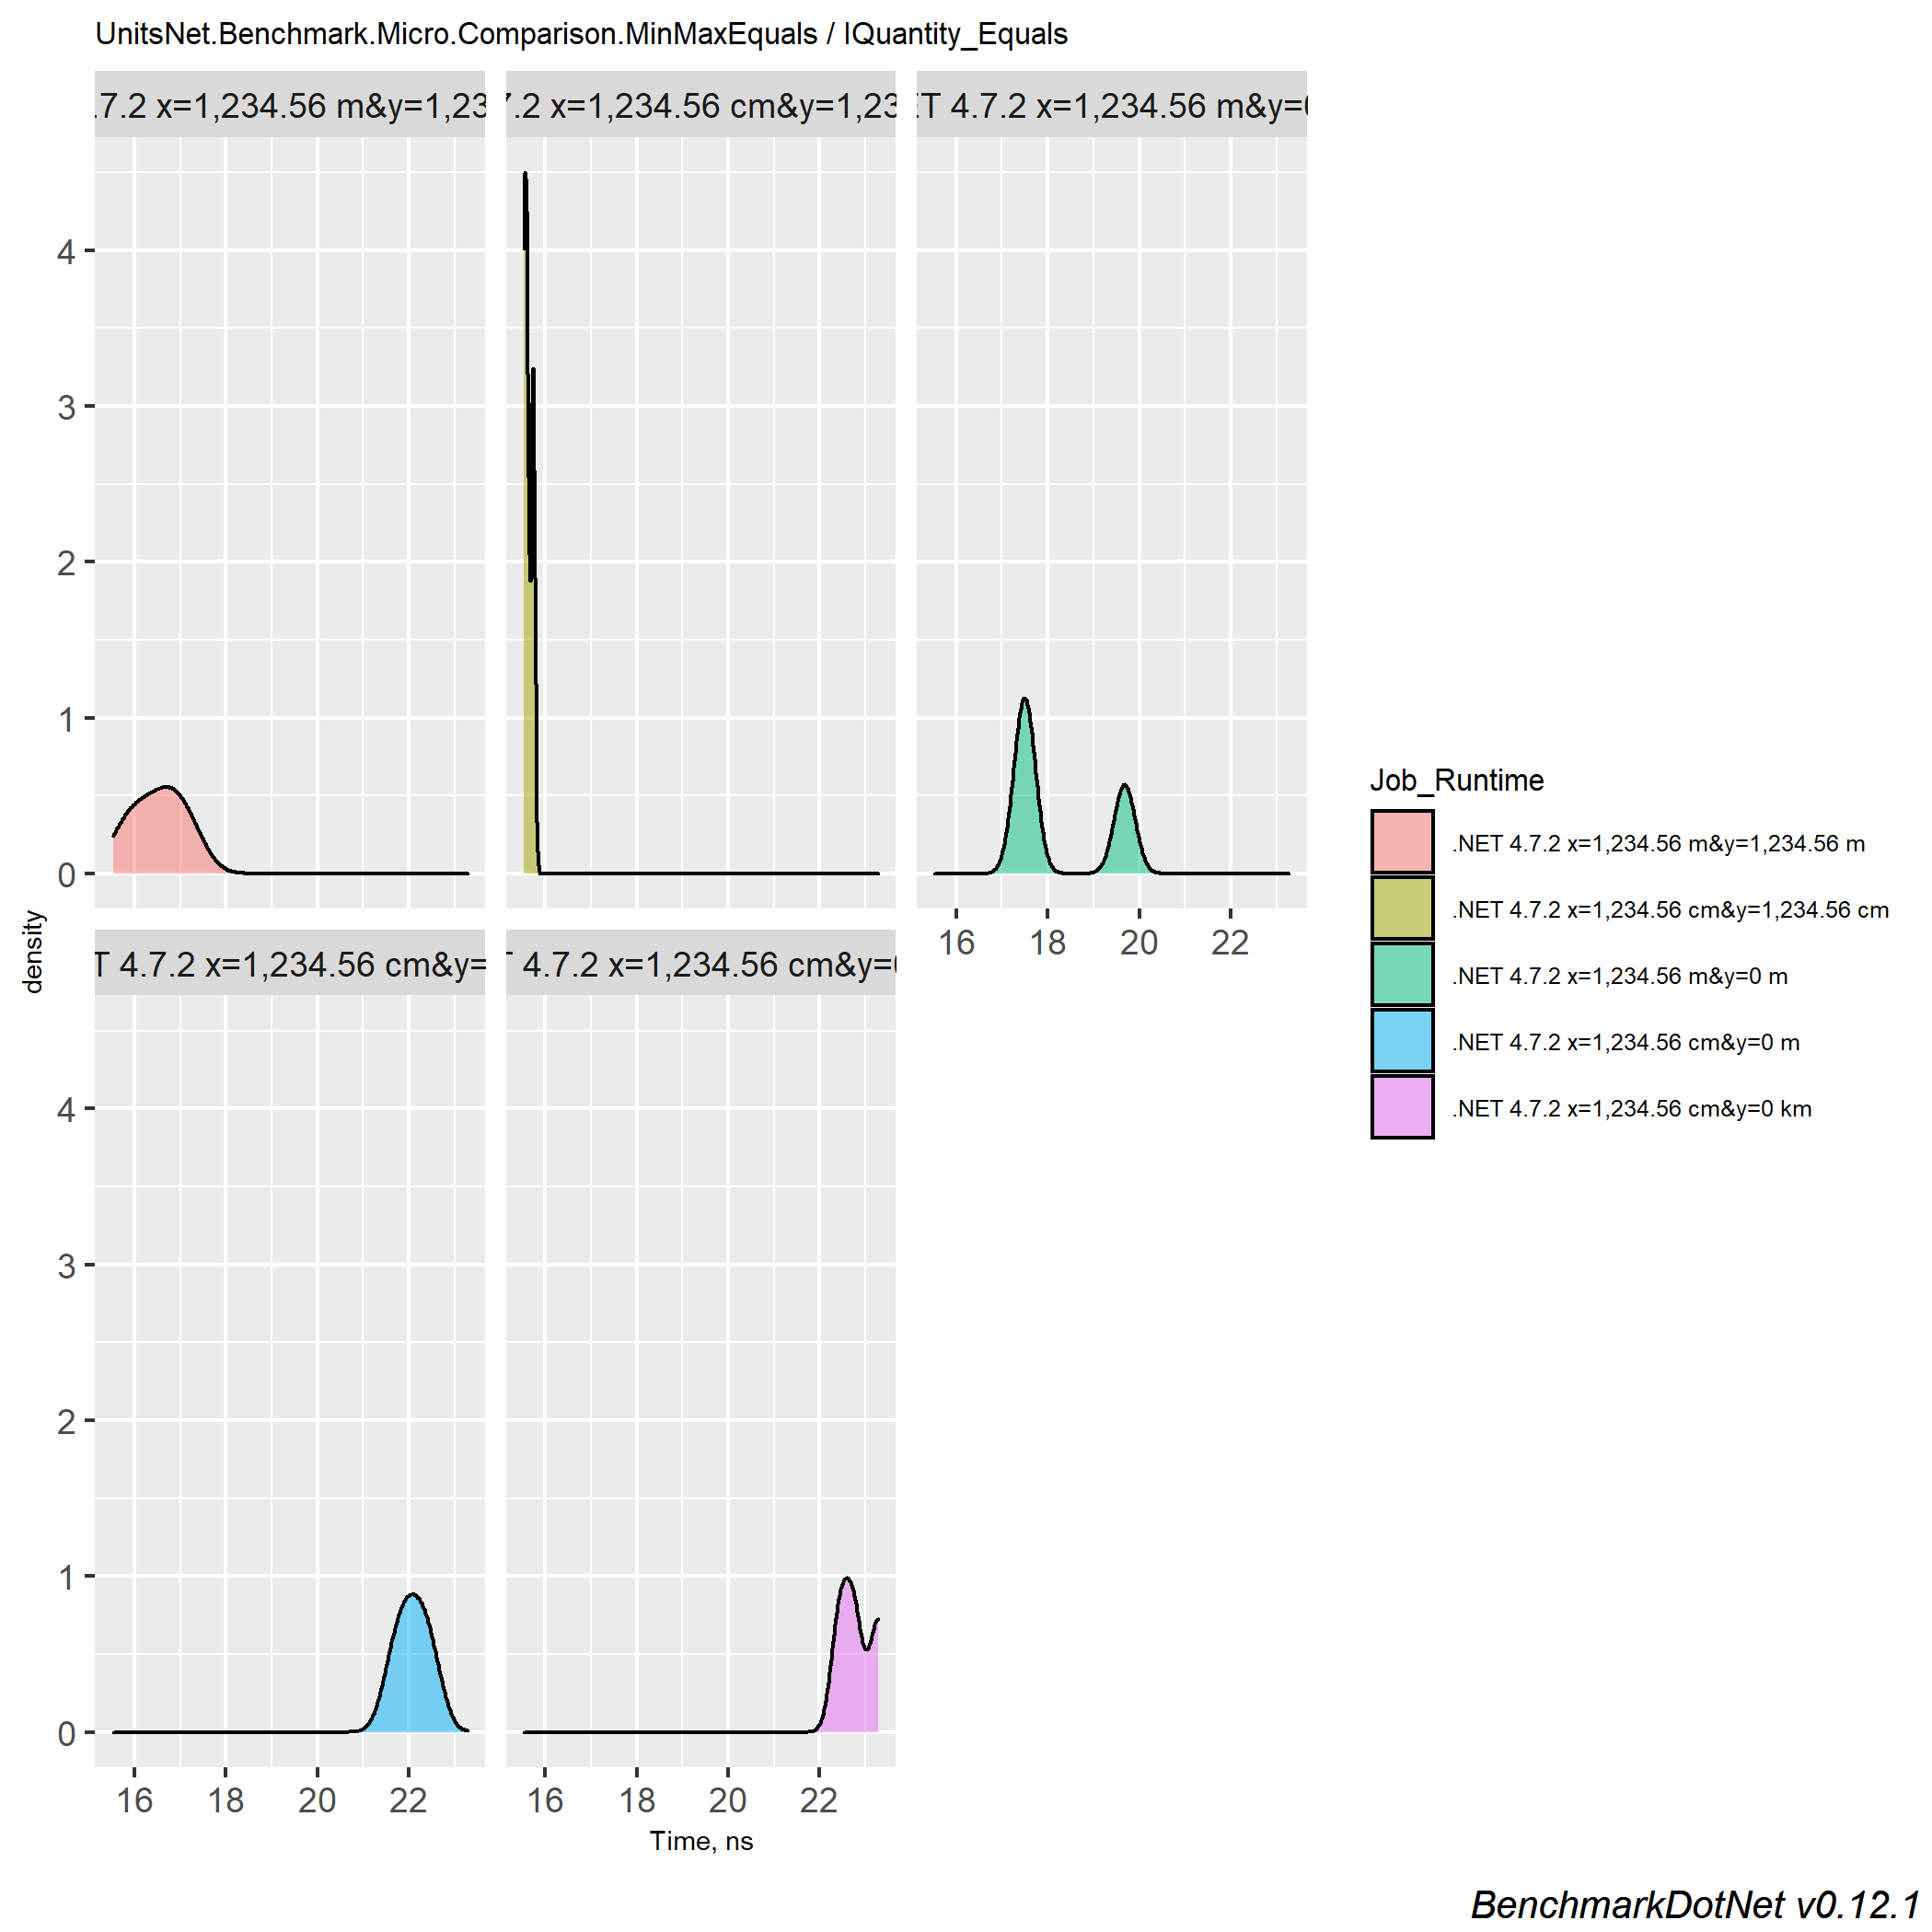 UnitsNet.Benchmark.Micro.Comparison.MinMaxEquals / IQuantity_Equals
.7.2 x=1,234.56 m&y=1,23
7.2 x=1,234.56 cm&y=1,23
ET 4.7.2 x=1,234.56 m&y=0
4
3
2
1
0
16 18 20 22
density
T 4.7.2 x=1,234.56 cm&y=
T 4.7.2 x=1,234.56 cm&y=0
4
3
2
1
0
16 18 20 22
16 18 20 22
Time, ns
Job_Runtime
.NET 4.7.2 x=1,234.56 m&y=1,234.56 m
.NET 4.7.2 x=1,234.56 cm&y=1,234.56 cm
.NET 4.7.2 x=1,234.56 m&y=0 m
.NET 4.7.2 x=1,234.56 cm&y=0 m
.NET 4.7.2 x=1,234.56 cm&y=0 km
BenchmarkDotNet v0.12.1